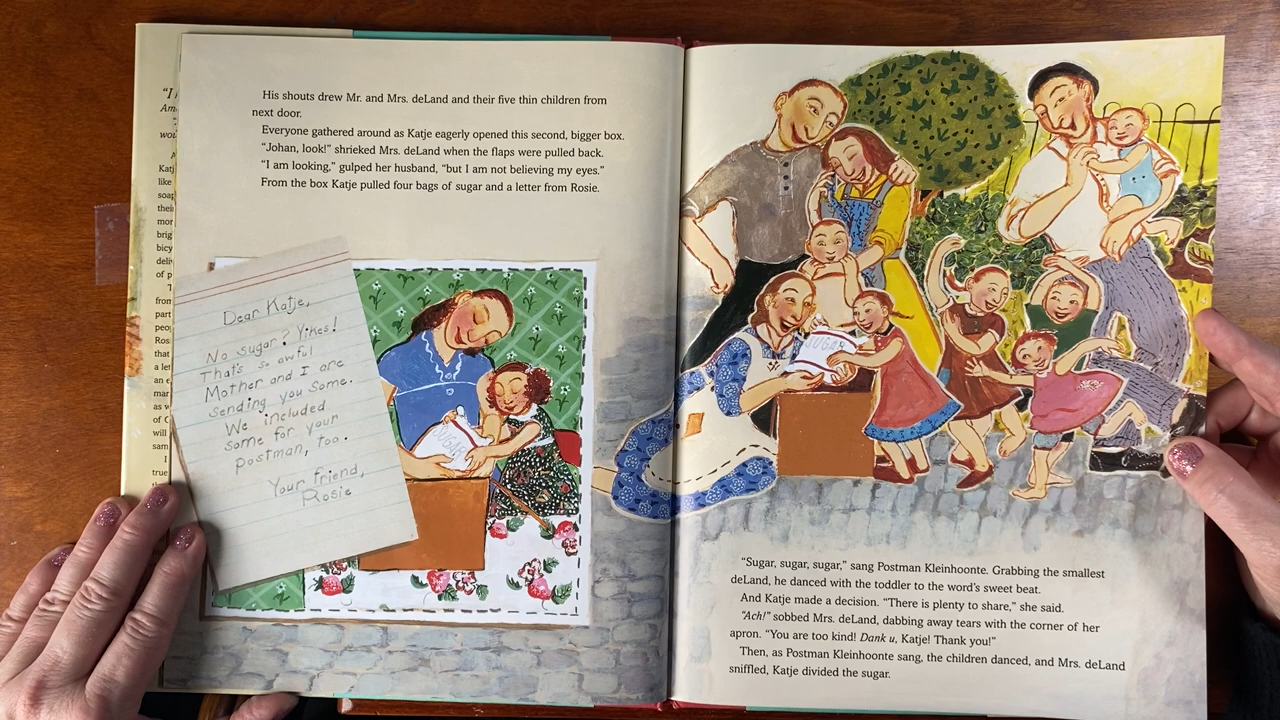 His shouts drew Mr. and Mrs. deLand and their five thin children from
next door.
Everyone gathered around as Katje eagerly opened this second, bigger box.
“Johan, look!” shrieked Mrs. deLand when the flaps were pulled back.
“I am looking,” gulped her husband, “but I am not believing my eyes.”
From the box Katje pulled four bags of sugar and a letter from Rosie.
Dear Katje,
No sugar? Yikes!
That's so awful
Mother and I are
sending you some.
We included
some for your
postman, too.
Your friend,
Rosie
SUGAR
SUGAR
“Sugar, sugar, sugar,” sang Postman Kleinhoonte. Grabbing the smallest
deLand, he danced with the toddler to the word’s sweet beat.
And Katje made a decision. “There is plenty to share,” she said.
“Ach!” sobbed Mrs. deLand, dabbing away tears with the corner of her
apron. “You are too kind! Dank u, Katje! Thank you!”
Then, as Postman Kleinhoonte sang, the children danced, and Mrs. deLand
sniffled, Katje divided the sugar.